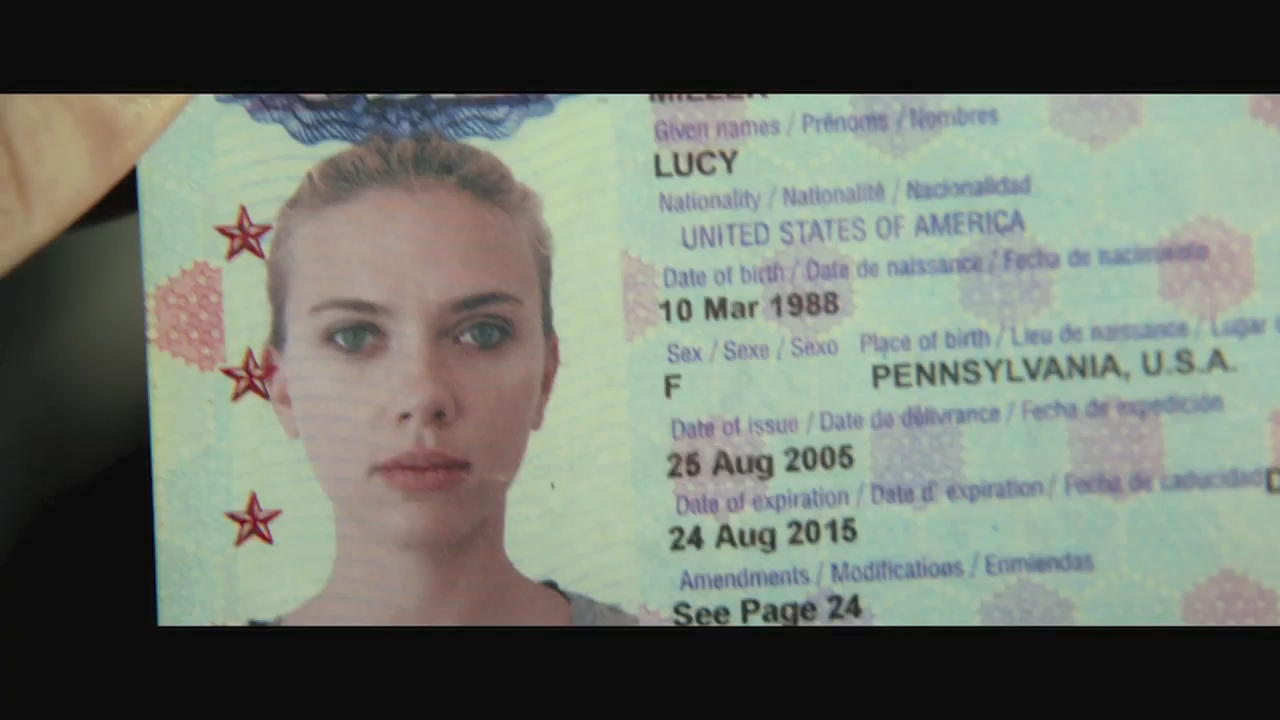 MILLER
Given names / Prénoms / Nombres
LUCY
Nationality / Nationalité / Nacionalidad
UNITED STATES OF AMERICA
Date of birth / Date de naissance / Fecha de nacimiento
10 Mar 1988
Sex / Sexe / Sexo Place of birth / Lieu de naissance / Lugar
F PENNSYLVANIA, U.S.A.
Date of issue / Date de délivrance / Fecha de expedición
25 Aug 2005
Date of expiration / Date d' expiration / Fecha de caducidad
24 Aug 2015
Amendments / Modifications / Enmiendas
See Page 24